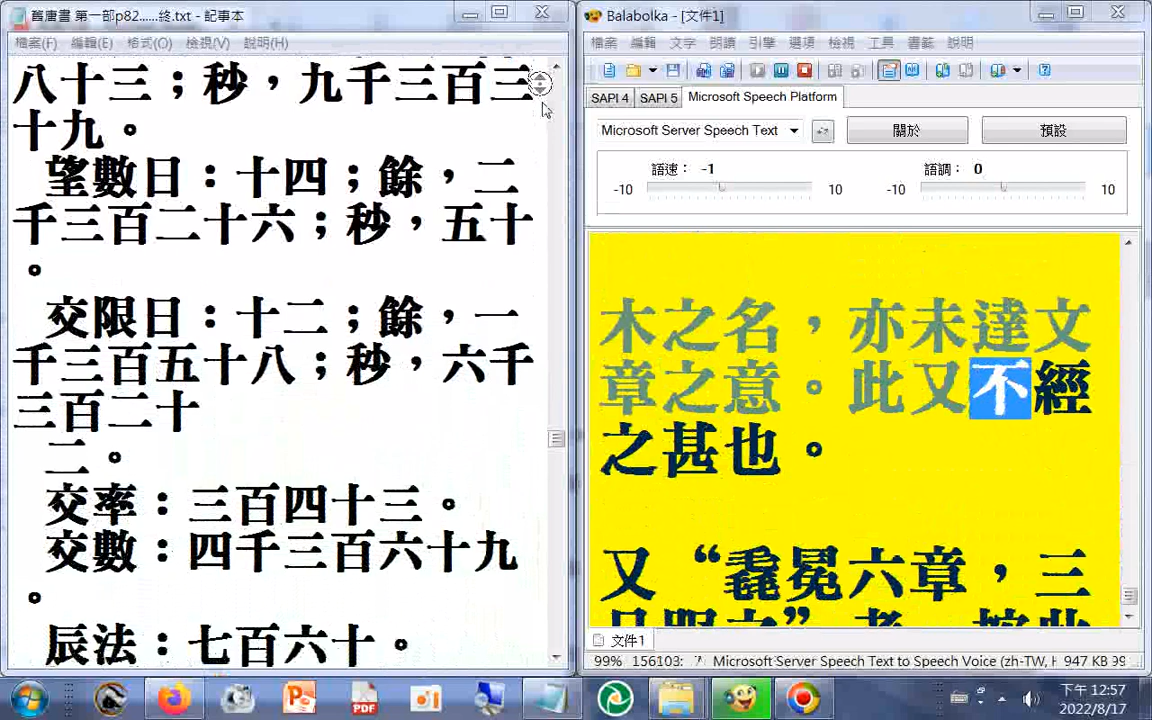 舊唐書 第一部p82......終.txt - 記事本
檔案(F) 編輯(E) 格式(O) 檢視(V) 說明(H)
八十三；秒，九千三百三
十九。
望數日：十四；餘，二
千三百二十六；秒，五十
。
交限日：十二；餘，一
千三百五十八；秒，六千
三百二十
二。
交率：三百四十三。
交數：四千三百六十九
。
辰法：七百六十。
Balabolka - [文件1]
檔案 編輯 文字 朗讀 引擎 選項 檢視 工具 書籤 說明
SAPI 4 SAPI 5 Microsoft Speech Platform
Microsoft Server Speech Text 關於 預設
語速： -1 語調： 0
-10 10 -10 10
木之名，亦未達文
章之意。此又不經
之甚也。
又“毳冕六章，三
品服之”者，按此
文件1
99% 156103: ? Microsoft Server Speech Text to Speech Voice (zh-TW, H 947 KB 99
下午 12:57
2022/8/17